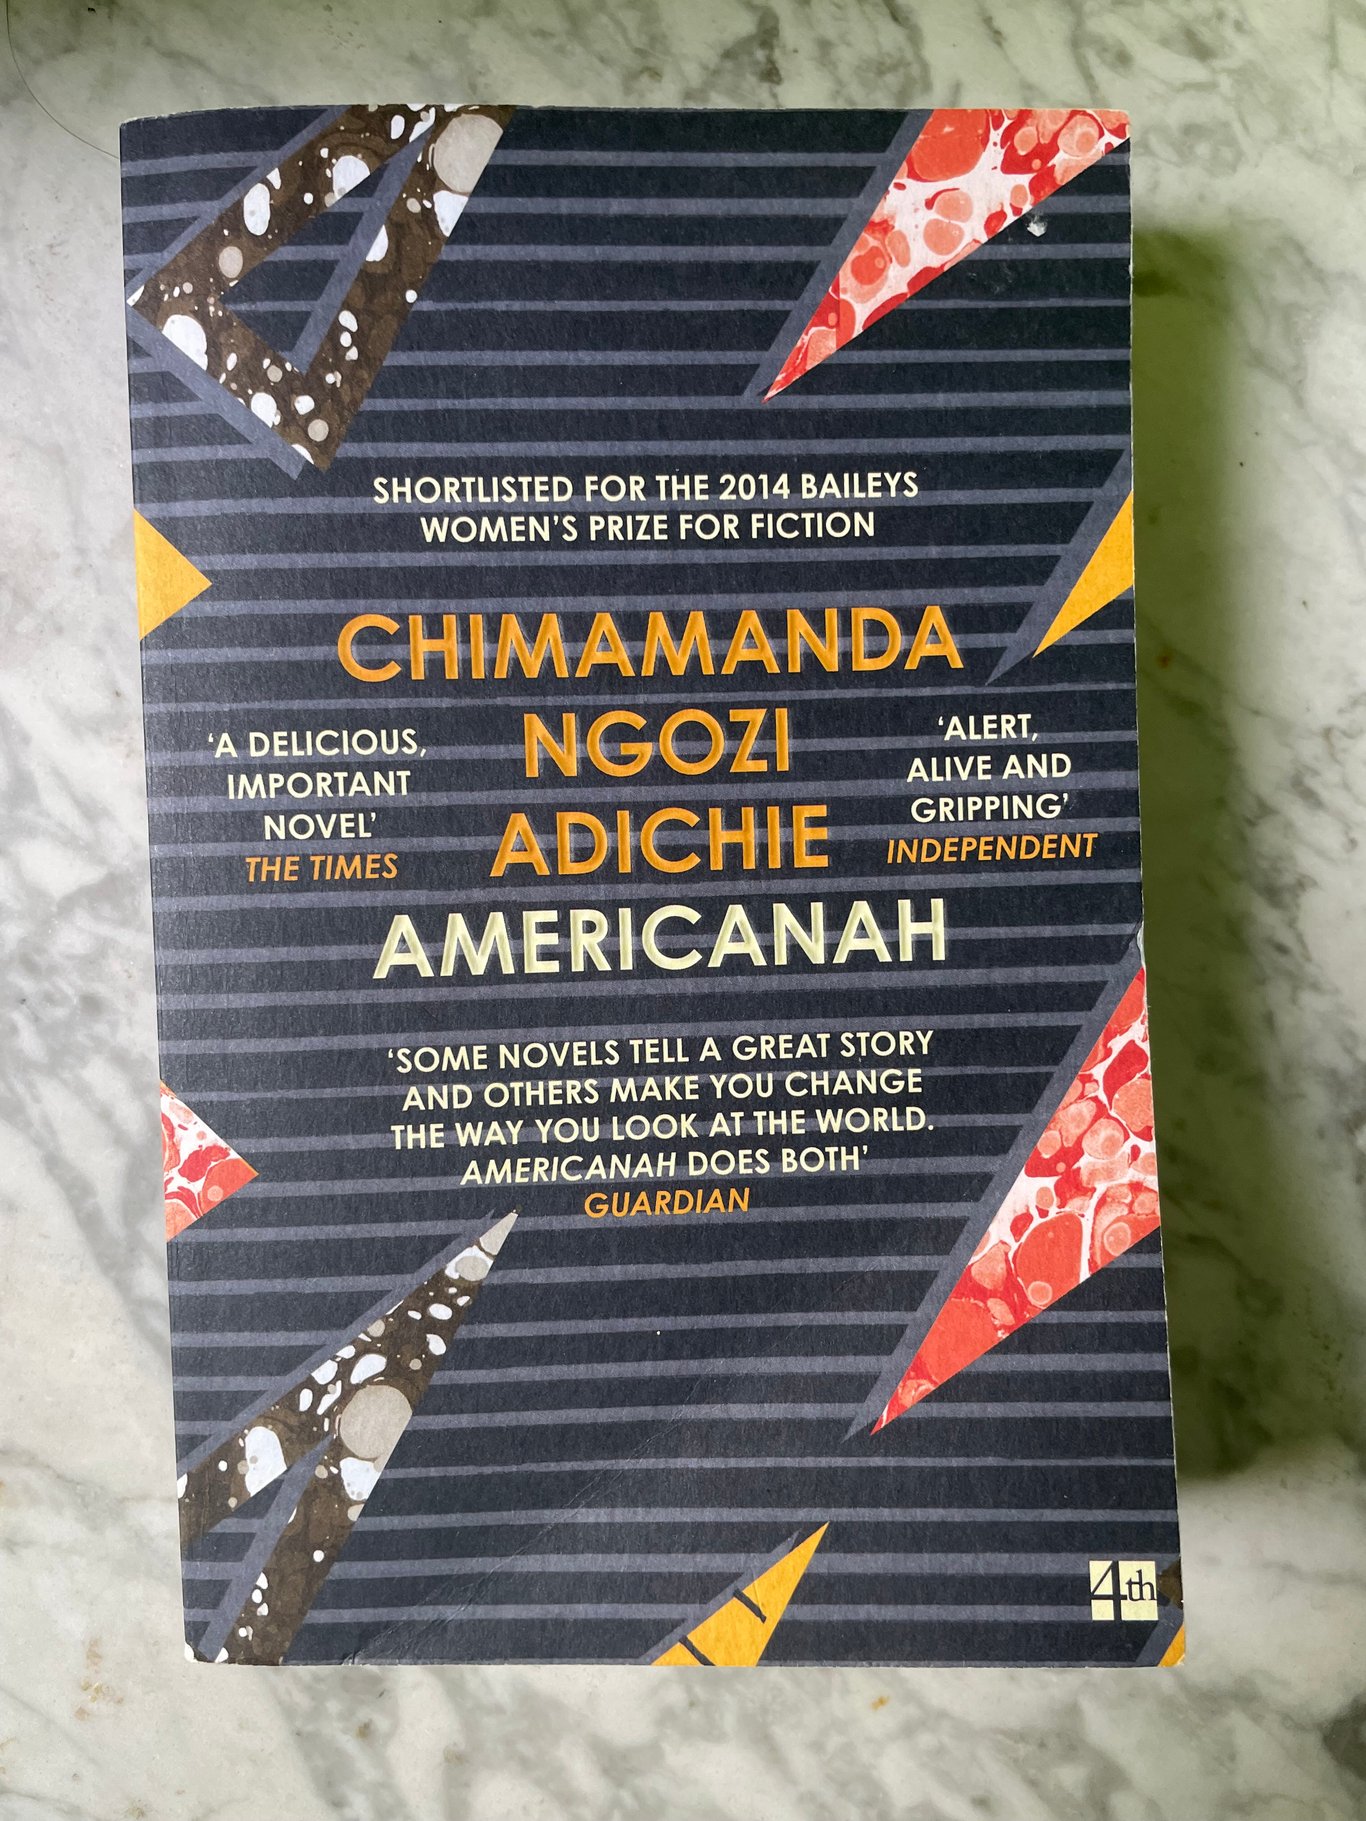 SHORTLISTED FOR THE 2014 BAILEYS
WOMEN'S PRIZE FOR FICTION
CHIMAMANDA
NGOZI
ADICHIE
AMERICANAH
‘A DELICIOUS,
IMPORTANT
NOVEL’
THE TIMES
‘ALERT,
ALIVE AND
GRIPPING’
INDEPENDENT
‘SOME NOVELS TELL A GREAT STORY
AND OTHERS MAKE YOU CHANGE
THE WAY YOU LOOK AT THE WORLD.
AMERICANAH DOES BOTH’
GUARDIAN
4th